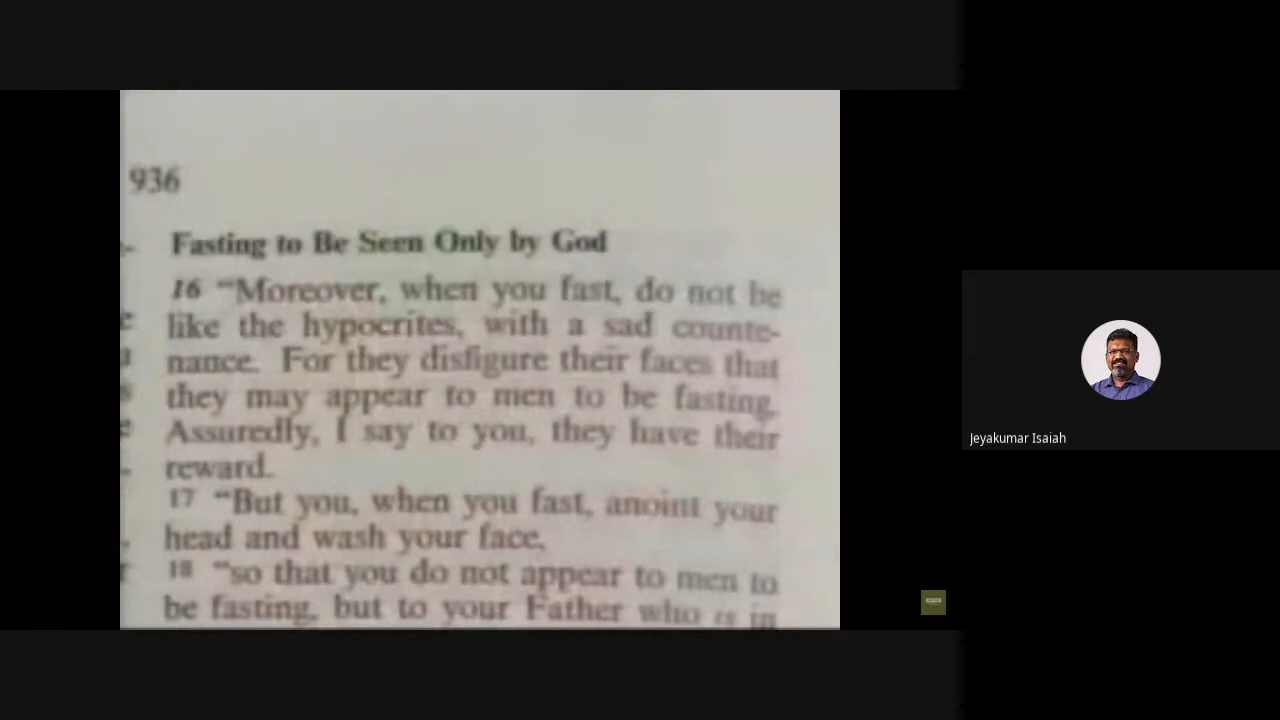 936
Fasting to Be Seen Only by God
16 “Moreover, when you fast, do not be
like the hypocrites, with a sad counte-
nance. For they disfigure their faces that
they may appear to men to be fasting.
Assuredly, I say to you, they have their
reward.
17 “But you, when you fast, anoint your
head and wash your face,
18 “so that you do not appear to men to
be fasting, but to your Father who is in
Jeyakumar Isaiah